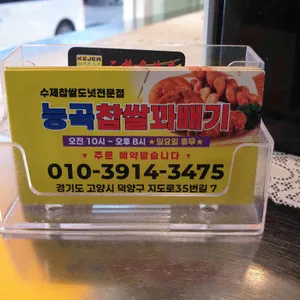 KEJEA
수제찹쌀도넛전문점
능곡찹쌀꽈배기
오전 10시 ~ 오후 8시 ★일요일 휴무★
▼ 주문 예약받습니다 ▼
010-3914-3475
경기도 고양시 덕양구 지도로35번길 7